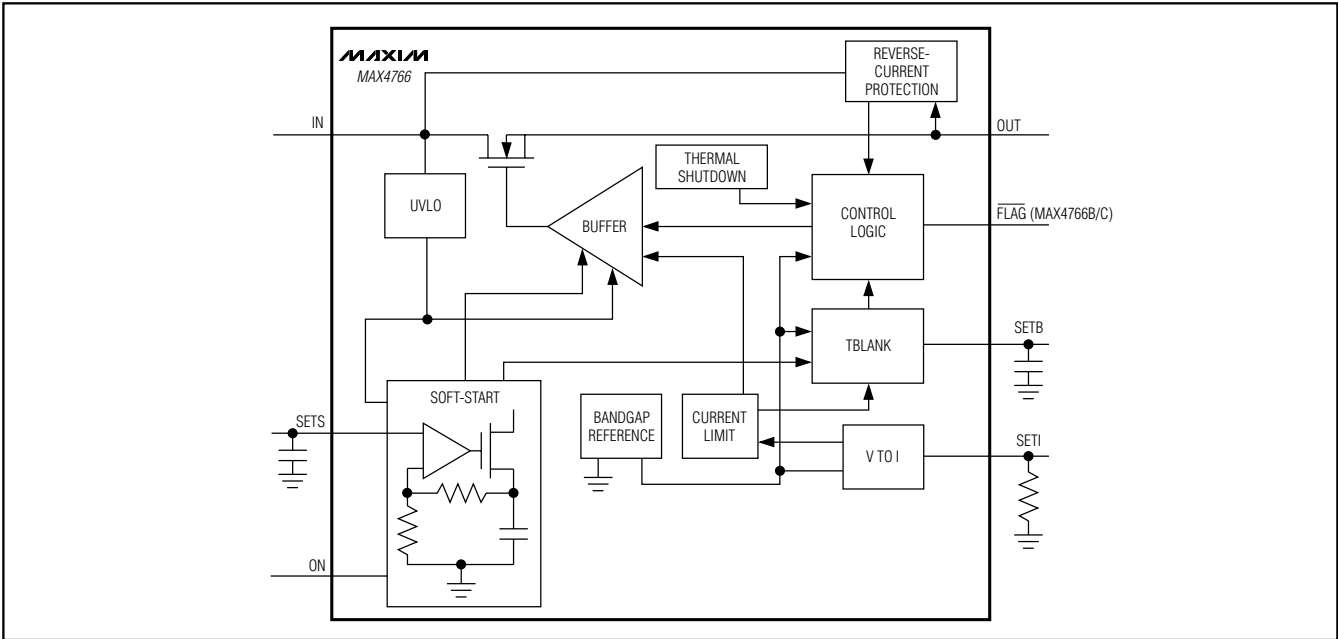 MAXIM
MAX4766
REVERSE-
CURRENT
PROTECTION
IN
OUT
THERMAL
SHUTDOWN
UVLO
BUFFER
CONTROL
LOGIC
FLAG (MAX4766B/C)
TBLANK
SETB
SOFT-START
SETS
BANDGAP
REFERENCE
CURRENT
LIMIT
V TO I
SETI
ON